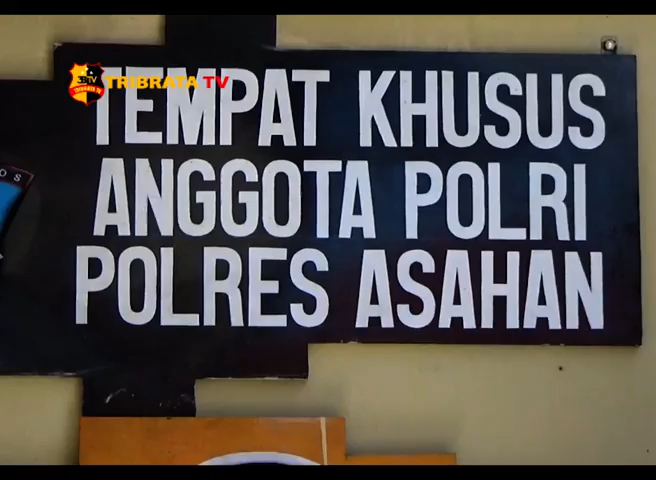 TRIBRATA TV
TEMPAT KHUSUS
ANGGOTA POLRI
POLRES ASAHAN